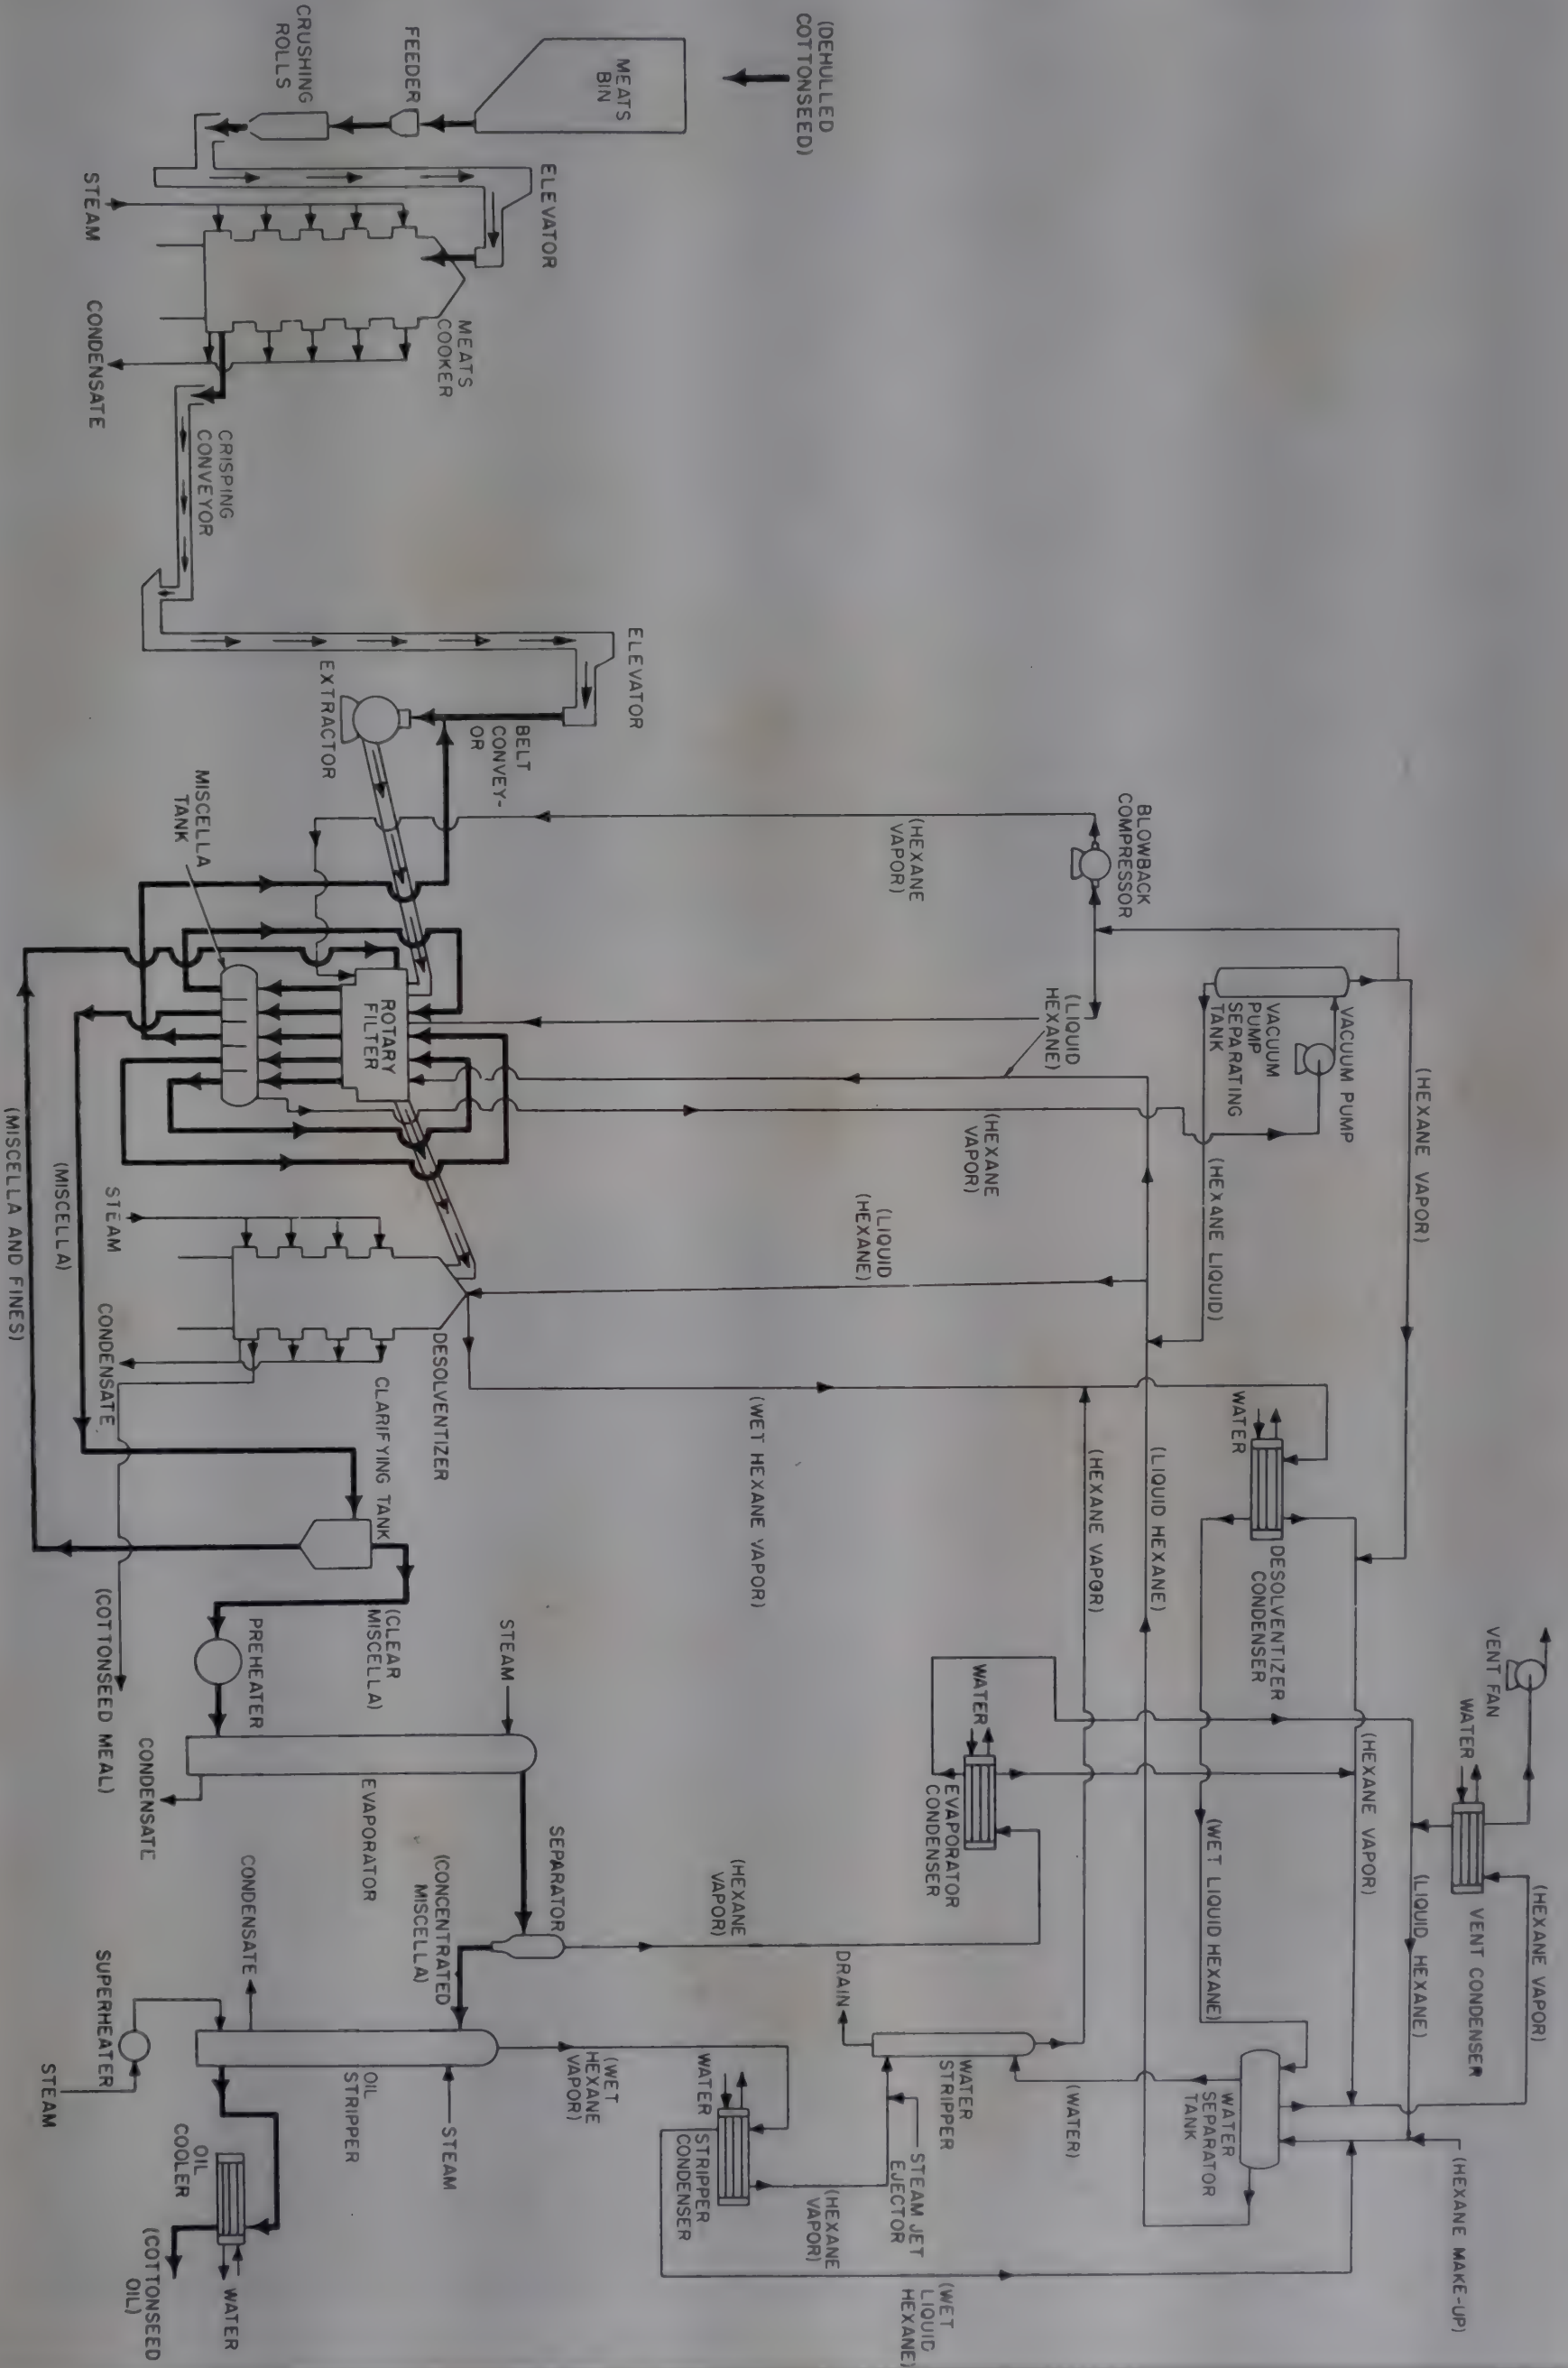 (DEHULLED
COTTONSEED)
MEATS
BIN
FEEDER
CRUSHING
ROLLS
ELEVATOR
STEAM
MEATS
COOKER
CONDENSATE
CRISPING
CONVEYOR
ELEVATOR
EXTRACTOR
BELT
CONVEY-
OR
MISCELLA
TANK
BLOWBACK
COMPRESSOR
(HEXANE
VAPOR)
ROTARY
FILTER
(LIQUID
HEXANE)
VACUUM PUMP
VACUUM
PUMP
SEPARATING
TANK
(HEXANE VAPOR)
(HEXANE
VAPOR)
(HEXANE LIQUID)
(LIQUID
HEXANE)
(MISCELLA AND FINES)
(MISCELLA)
STEAM
CONDENSATE
DESOLVENTIZER
CLARIFYING TANK
(WET HEXANE VAPOR)
(HEXANE VAPOR)
(LIQUID HEXANE)
WATER
DESOLVENTIZER
CONDENSER
(COTTONSEED MEAL)
(CLEAR
MISCELLA)
PREHEATER
STEAM
CONDENSATE
EVAPORATOR
SEPARATOR
(CONCENTRATED
MISCELLA)
(HEXANE
VAPOR)
WATER
EVAPORATOR
CONDENSER
VENT FAN
WATER
VENT CONDENSER
(HEXANE VAPOR)
(WET LIQUID HEXANE)
(LIQUID HEXANE)
(HEXANE VAPOR)
CONDENSATE
SUPERHEATER
STEAM
OIL
STRIPPER
STEAM
(WET
HEXANE
VAPOR)
DRAIN
WATER
STRIPPER
(WATER)
WATER
SEPARATOR
TANK
WATER
STRIPPER
CONDENSER
STEAM JET
EJECTOR
(HEXANE
VAPOR)
(HEXANE MAKE-UP)
(WET
LIQUID
HEXANE)
OIL
COOLER
WATER
(COTTONSEED
OIL)